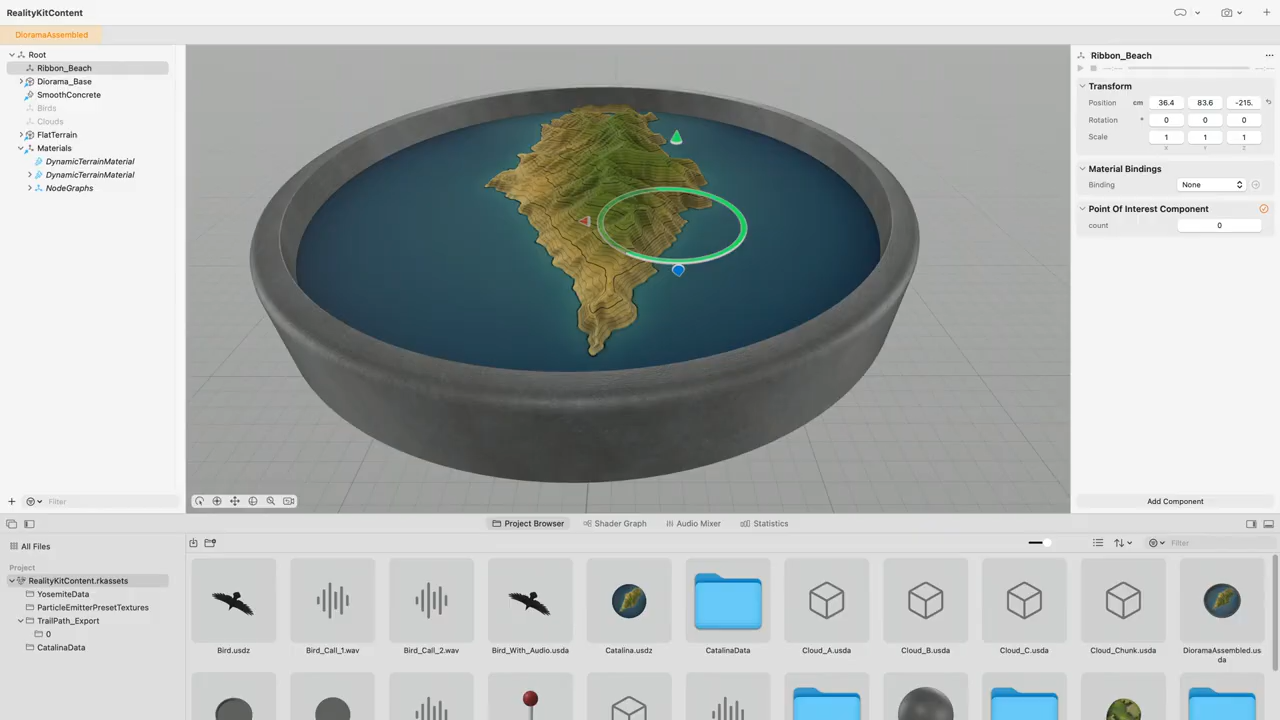 RealityKitContent
DioramaAssembled
Root
Ribbon_Beach
Diorama_Base
SmoothConcrete
Birds
Clouds
FlatTerrain
Materials
DynamicTerrainMaterial
DynamicTerrainMaterial
NodeGraphs
Filter
Ribbon_Beach
Transform
Position cm 36.4 83.6 -215.
Rotation ° 0 0 0
Scale 1 1 1
X Y Z
Material Bindings
Binding None
Point Of Interest Component
count 0
Add Component
Project Browser Shader Graph Audio Mixer Statistics
All Files
Filter
Project
RealityKitContent.rkassets
YosemiteData
ParticleEmitterPresetTextures
TrailPath_Export
0
CatalinaData
Bird.usdz Bird_Call_1.wav Bird_Call_2.wav Bird_With_Audio.usda Catalina.usdz CatalinaData Cloud_A.usda Cloud_B.usda Cloud_C.usda Cloud_Chunk.usda DioramaAssembled.us
da